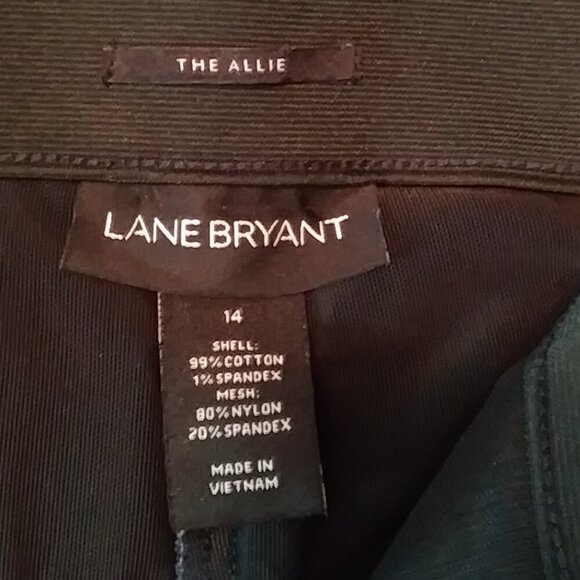 THE ALLIE
LANE BRYANT
14
SHELL:
99%COTTON
1%SPANDEX
MESH:
80%NYLON
20%SPANDEX
MADE IN
VIETNAM